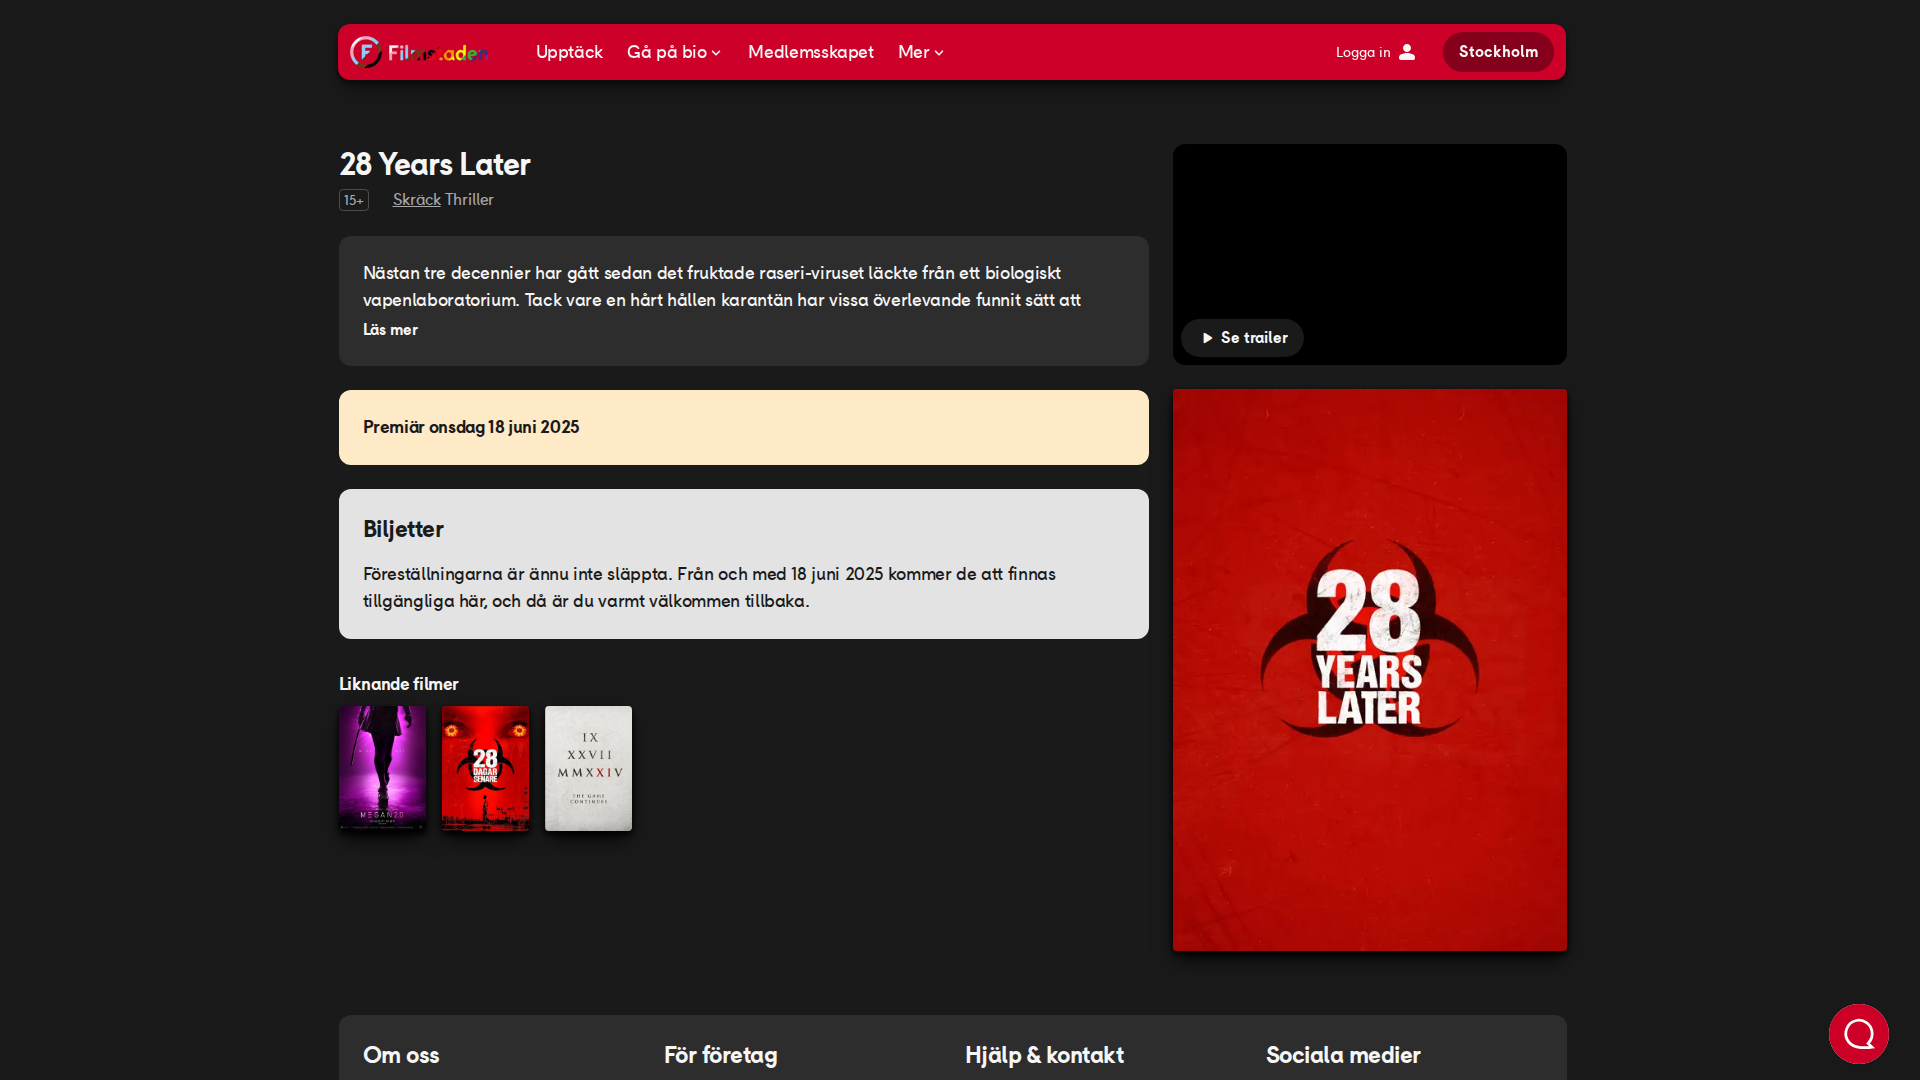 Filmstaden
Upptäck
Gå på bio
Medlemsskapet
Mer
Logga in
Stockholm
28 Years Later
15+
Skräck Thriller
Nästan tre decennier har gått sedan det fruktade raseri-viruset läckte från ett biologiskt
vapenlaboratorium. Tack vare en hårt hållen karantän har vissa överlevande funnit sätt att
Läs mer
Se trailer
Premiär onsdag 18 juni 2025
28
YEARS
LATER
Biljetter
Föreställningarna är ännu inte släppta. Från och med 18 juni 2025 kommer de att finnas
tillgängliga här, och då är du varmt välkommen tillbaka.
Liknande filmer
M3GAN 2.0
28
DAGAR
SENARE
IX
XXVII
MMXXIV
THE GAME
CONTINUES
Om oss
För företag
Hjälp & kontakt
Sociala medier